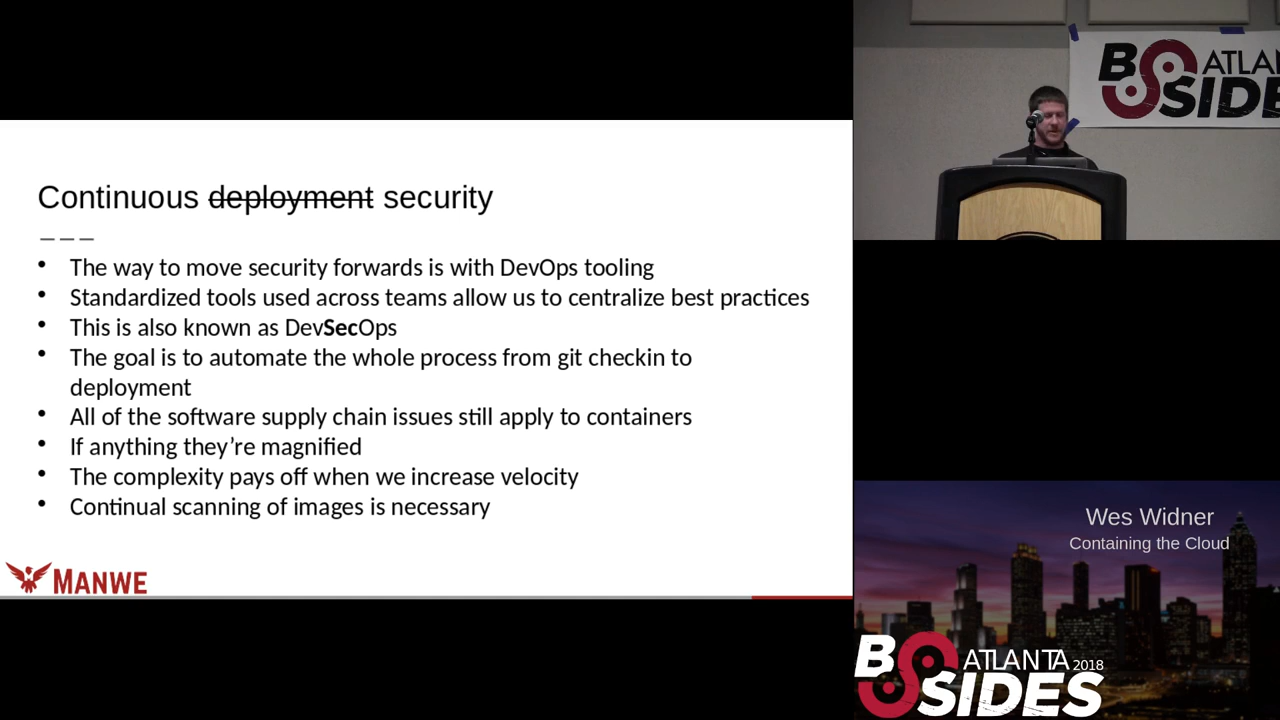 Continuous deployment security
• The way to move security forwards is with DevOps tooling
• Standardized tools used across teams allow us to centralize best practices
• This is also known as DevSecOps
• The goal is to automate the whole process from git checkin to
deployment
• All of the software supply chain issues still apply to containers
• If anything they’re magnified
• The complexity pays off when we increase velocity
• Continual scanning of images is necessary
MANWE
BSIDES ATLAN
Wes Widner
Containing the Cloud
BSIDES ATLANTA 2018